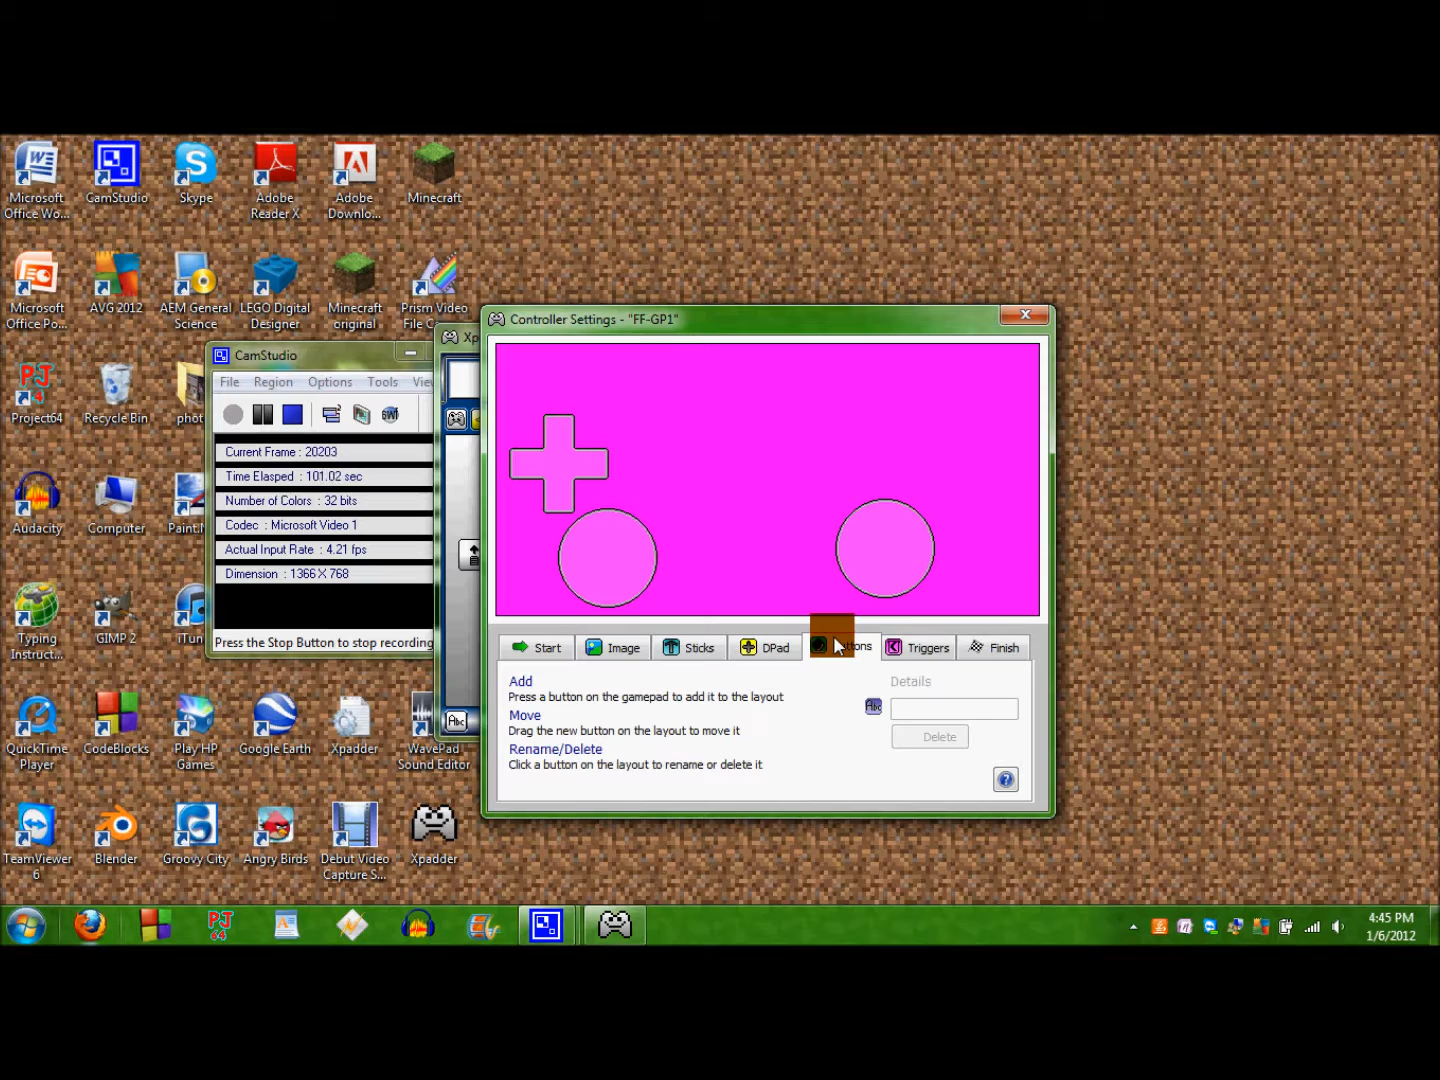 Microsoft Office Wo...
CamStudio
Skype
Adobe Reader X
Adobe Downlo...
Minecraft
Microsoft Office Po...
AVG 2012
AEM General Science
LEGO Digital Designer
Minecraft original
Prism Video File C...
Project64
Recycle Bin
phot
Audacity
Computer
Paint.N
Typing Instruct...
GIMP 2
iTun
QuickTime Player
CodeBlocks
Play HP Games
Google Earth
Xpadder
WavePad Sound Editor
TeamViewer 6
Blender
Groovy City
Angry Birds
Debut Video Capture S...
Xpadder
CamStudio
File Region Options Tools View
Current Frame : 20203
Time Elasped : 101.02 sec
Number of Colors : 32 bits
Codec : Microsoft Video 1
Actual Input Rate : 4.21 fps
Dimension : 1366 X 768
Press the Stop Button to stop recording
Xp
Abc
Controller Settings - "FF-GP1"
Start Image Sticks DPad ttons Triggers Finish
Add
Press a button on the gamepad to add it to the layout
Move
Drag the new button on the layout to move it
Rename/Delete
Click a button on the layout to rename or delete it
Details
Abc
Delete
?
PJ 64
4:45 PM
1/6/2012